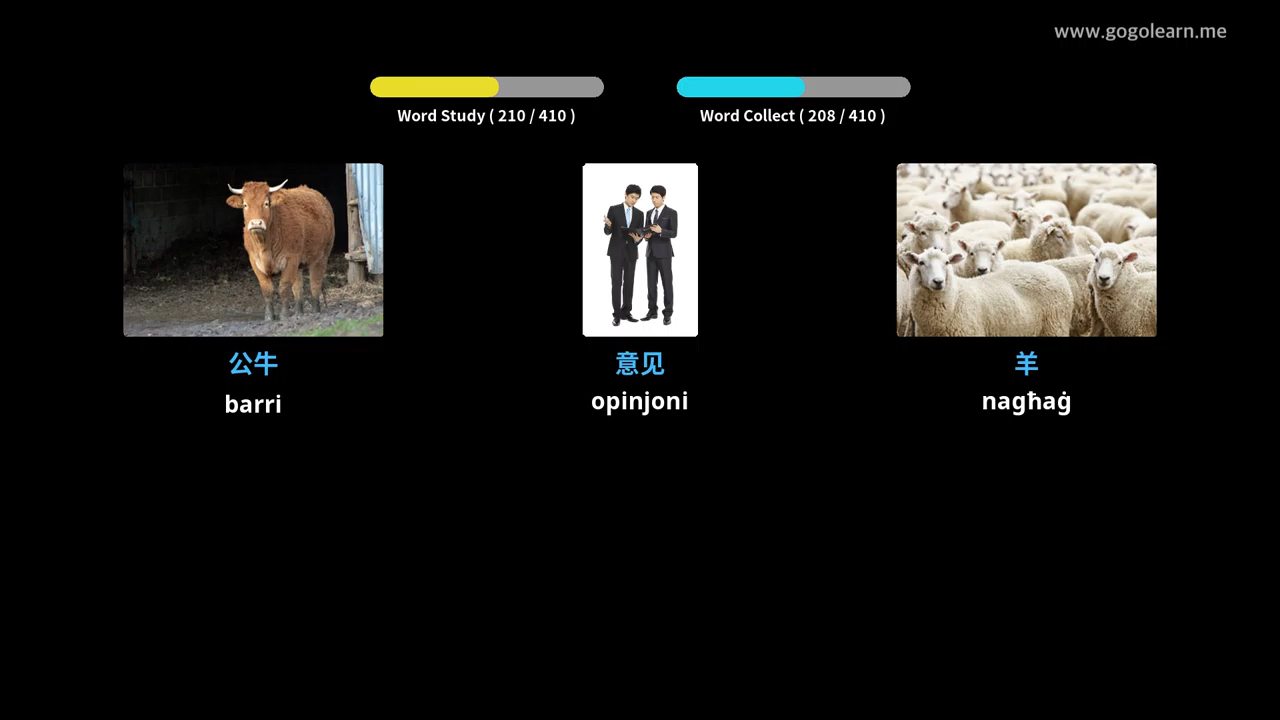 www.gogolearn.me
Word Study ( 210 / 410 )
Word Collect ( 208 / 410 )
公牛
意见
羊
barri
opinjoni
nagħaġ